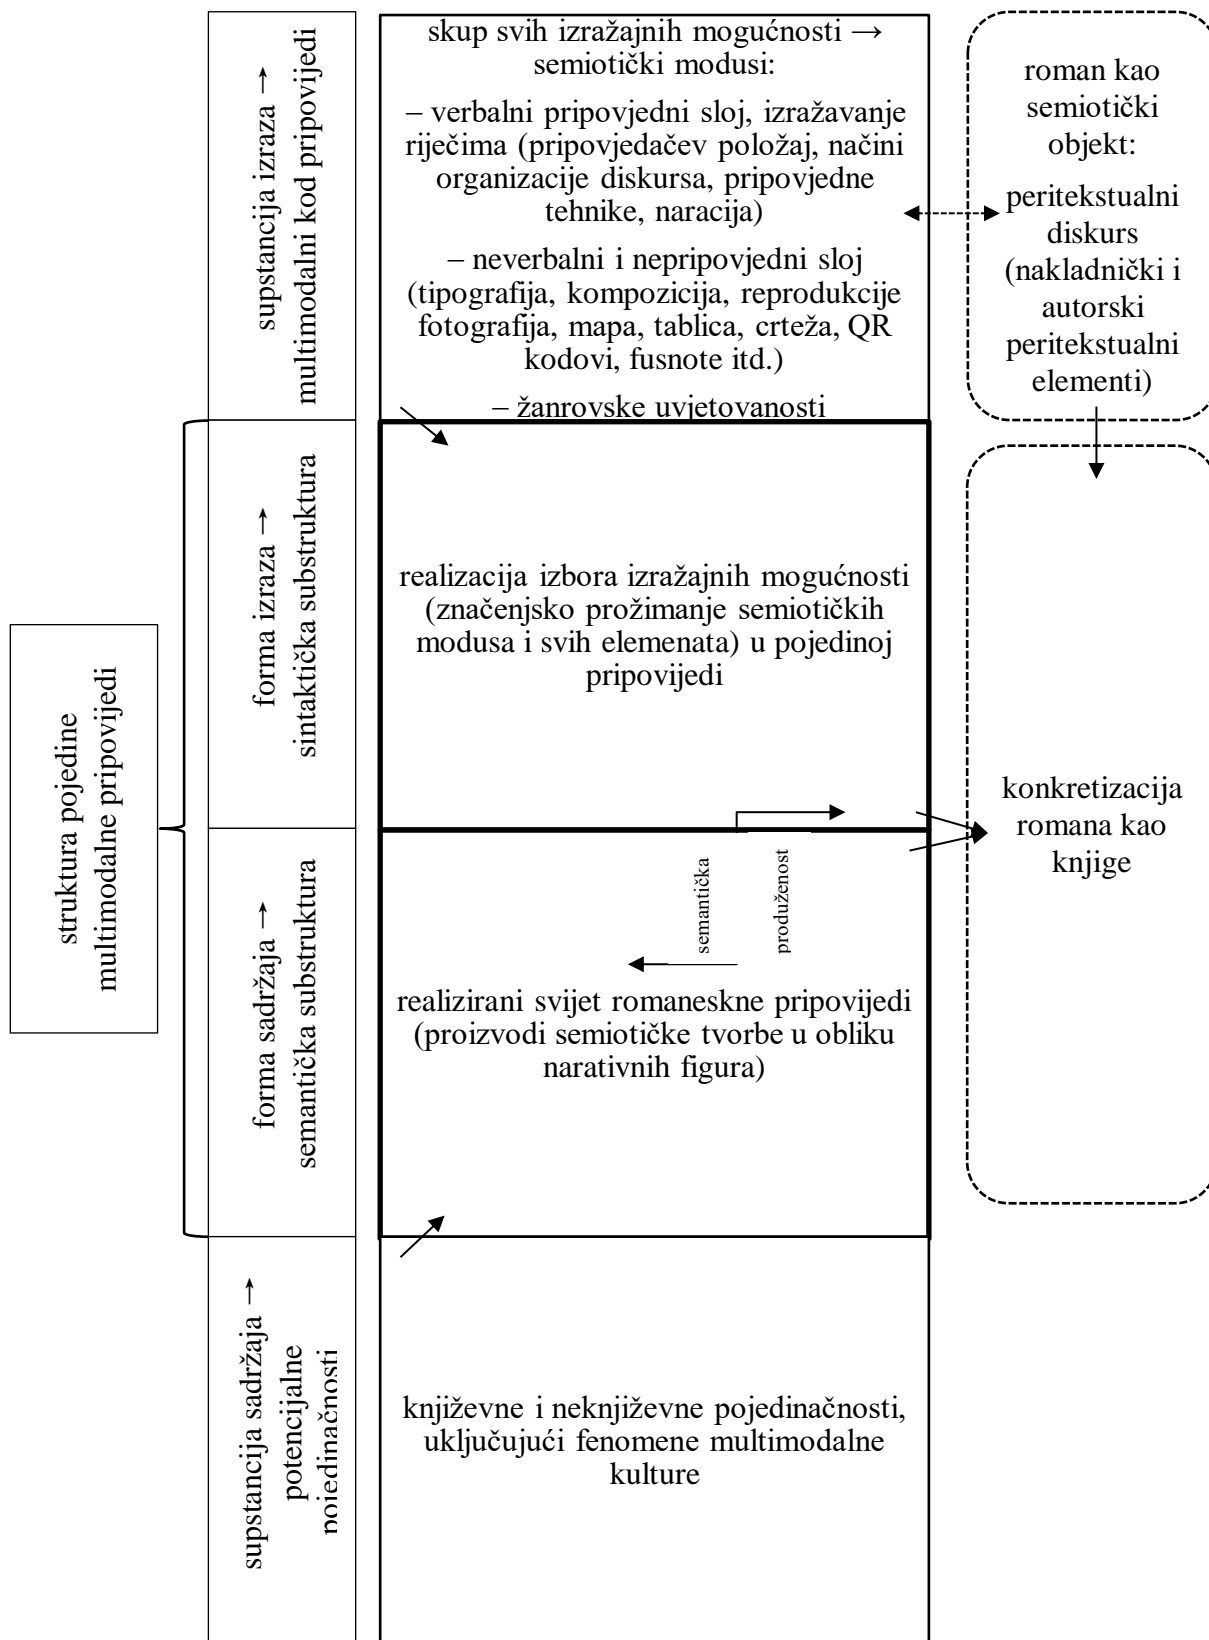 struktura pojedine
multimodalne pripovijedi
supstancija izraza →
multimodalni kod pripovijedi
forma izraza →
sintaktička substruktura
forma sadržaja →
semantička substruktura
supstancija sadržaja →
potencijalne
pojedinačnosti
skup svih izražajnih mogućnosti →
semiotički modusi:
– verbalni pripovjedni sloj, izražavanje
riječima (pripovjedačev položaj, načini
organizacije diskursa, pripovjedne
tehnike, naracija)
– neverbalni i nepripovjedni sloj
(tipografija, kompozicija, reprodukcije
fotografija, mapa, tablica, crteža, QR
kodovi, fusnote itd.)
– žanrovske uvjetovanosti
realizacija izbora izražajnih mogućnosti
(značenjsko prožimanje semiotičkih
modusa i svih elemenata) u pojedinoj
pripovijedi
semantička
produženost
realizirani svijet romaneskne pripovijedi
(proizvodi semiotičke tvorbe u obliku
narativnih figura)
književne i neknjiževne pojedinačnosti,
uključujući fenomene multimodalne
kulture
roman kao
semiotički
objekt:
peritekstualni
diskurs
(nakladnički i
autorski
peritekstualni
elementi)
konkretizacija
romana kao
knjige